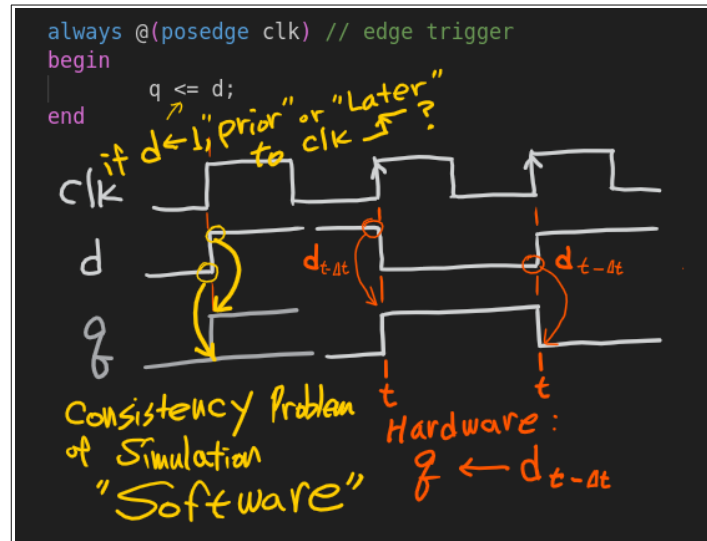 always @(posedge clk) // edge trigger
begin
q <= d;
end
if d ← 1, "prior" or "Later"
to clk ?
clk
d
d t-Δt
d t-Δt
q
t
t
Consistency Problem
of Simulation
"Software"
Hardware:
q ← d t-Δt